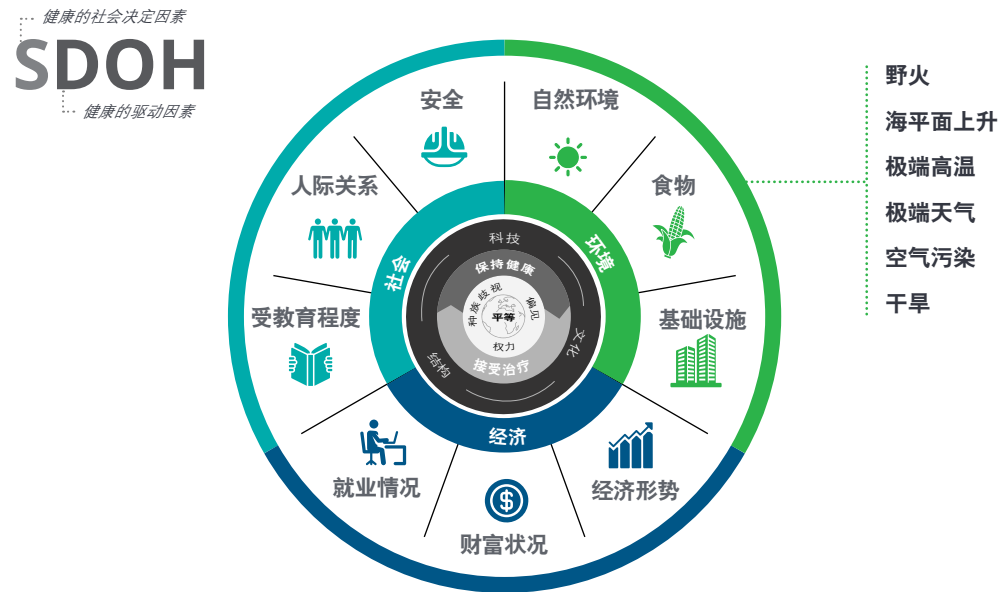 健康的社会决定因素
SDOH
健康的驱动因素
安全
自然环境
人际关系
食物
受教育程度
基础设施
就业情况
经济形势
财富状况
社会
环境
经济
科技
结构
文化
保持健康
接受治疗
种族歧视
偏见
平等
权力
野火
海平面上升
极端高温
极端天气
空气污染
干旱